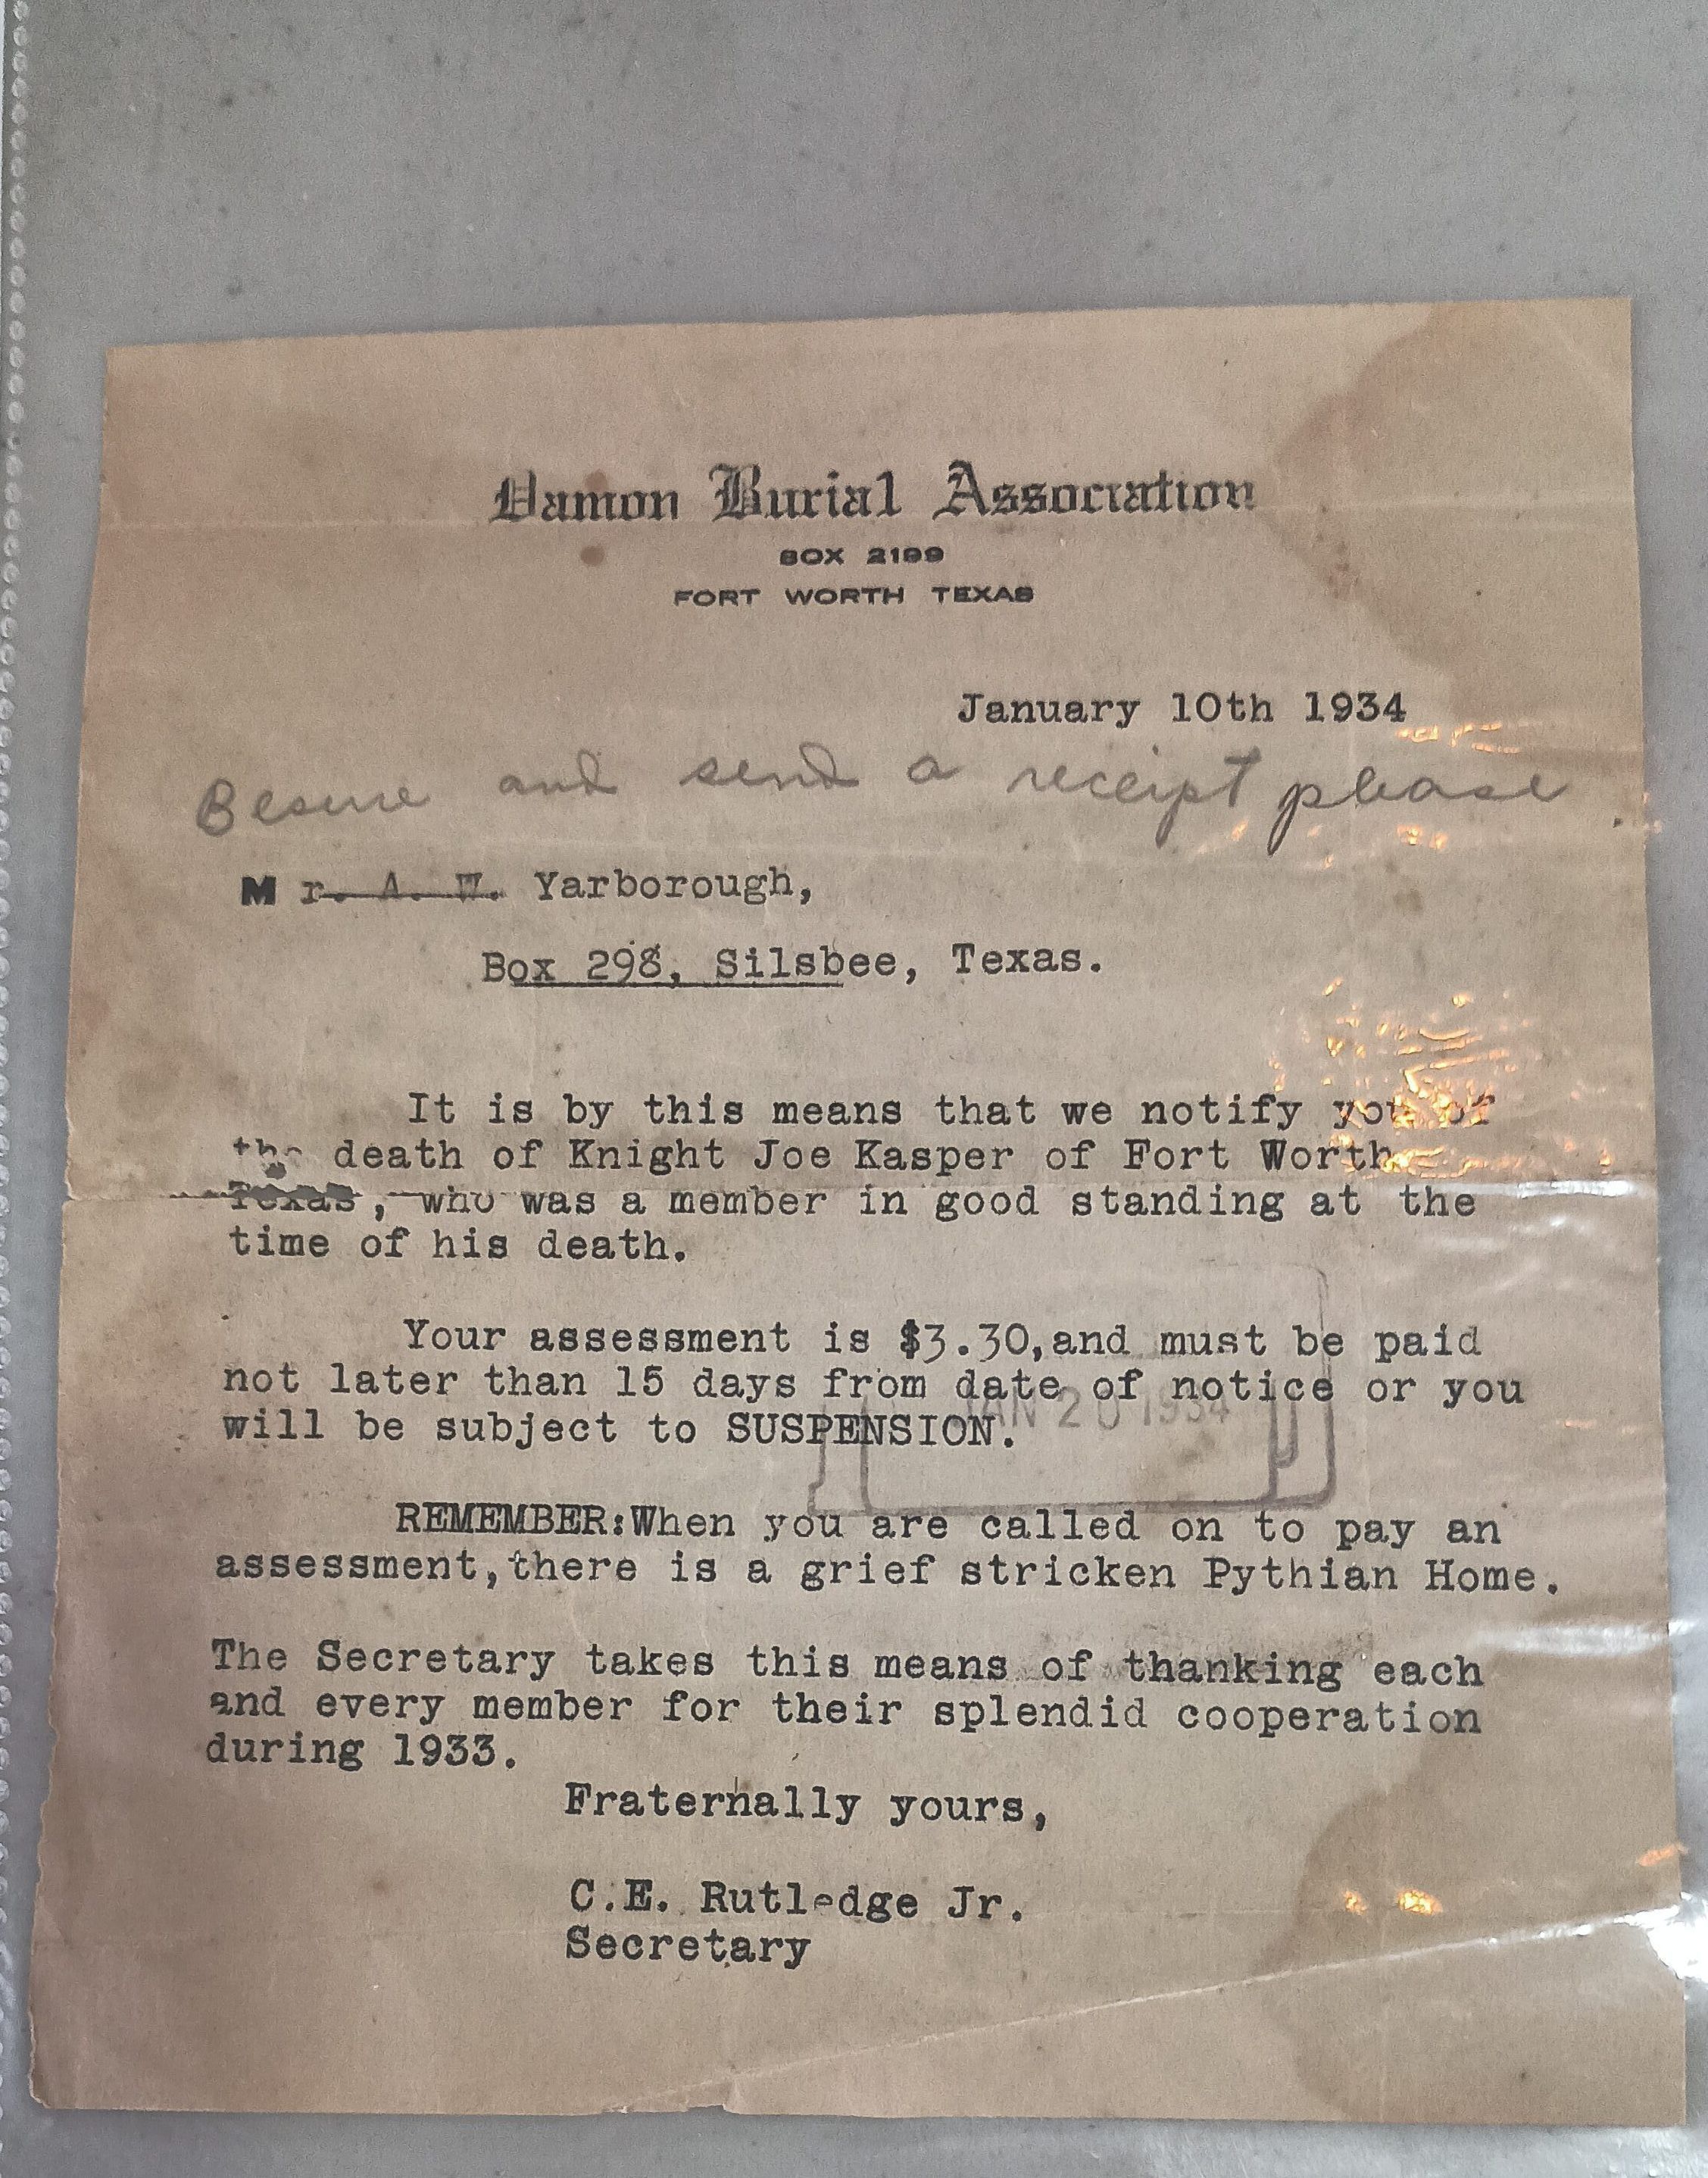 Damon Burial Association
BOX 2199
FORT WORTH TEXAS
January 10th 1934
Besure and send a receipt please
Mr. A. W. Yarborough,
Box 298, Silsbee, Texas.
It is by this means that we notify you of
the death of Knight Joe Kasper of Fort Worth
Texas, who was a member in good standing at the
time of his death.
Your assessment is $3.30,and must be paid
not later than 15 days from date of notice or you
will be subject to SUSPENSION.
JAN 20 1934
REMEMBER:When you are called on to pay an
assessment,there is a grief stricken Pythian Home.
The Secretary takes this means of thanking each
and every member for their splendid cooperation
during 1933.
Fraternally yours,
C.E. Rutledge Jr.
Secretary